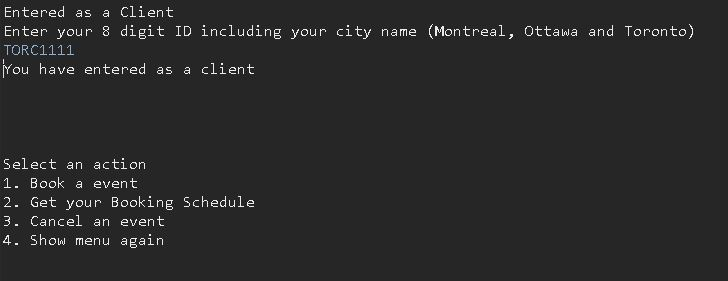 Entered as a Client
Enter your 8 digit ID including your city name (Montreal, Ottawa and Toronto)
TORC1111
You have entered as a client
Select an action
1. Book a event
2. Get your Booking Schedule
3. Cancel an event
4. Show menu again